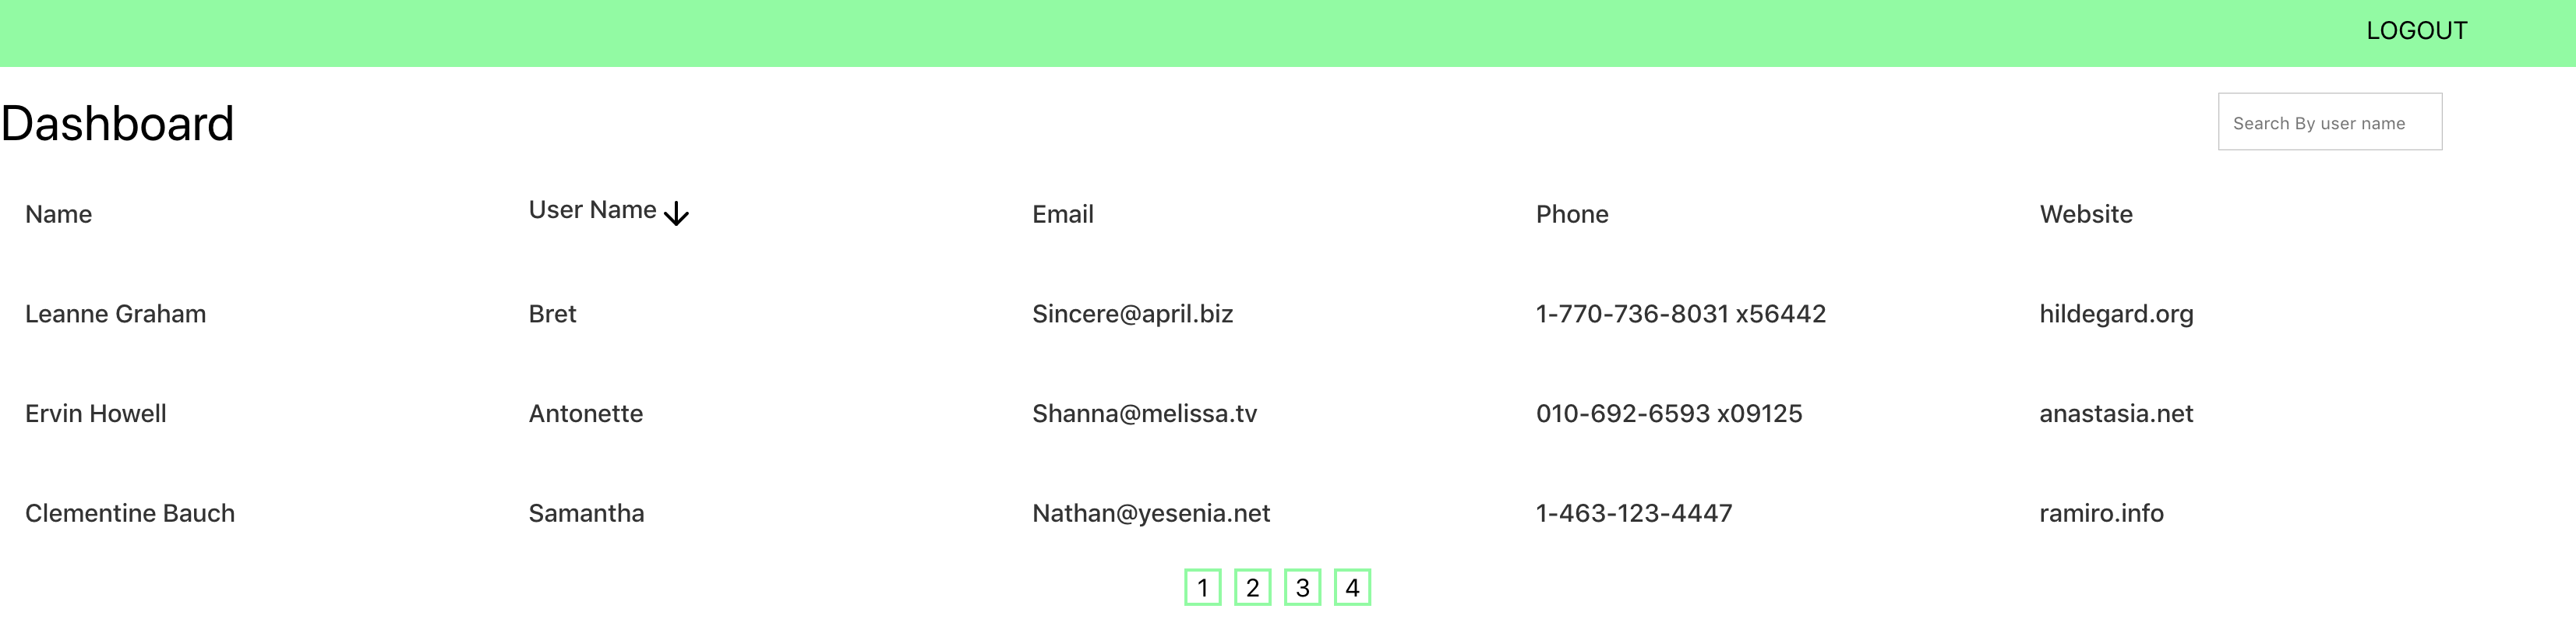 LOGOUT
Dashboard
Search By user name
Name User Name Email Phone Website
Leanne Graham Bret Sincere@april.biz 1-770-736-8031 x56442 hildegard.org
Ervin Howell Antonette Shanna@melissa.tv 010-692-6593 x09125 anastasia.net
Clementine Bauch Samantha Nathan@yesenia.net 1-463-123-4447 ramiro.info
1 2 3 4